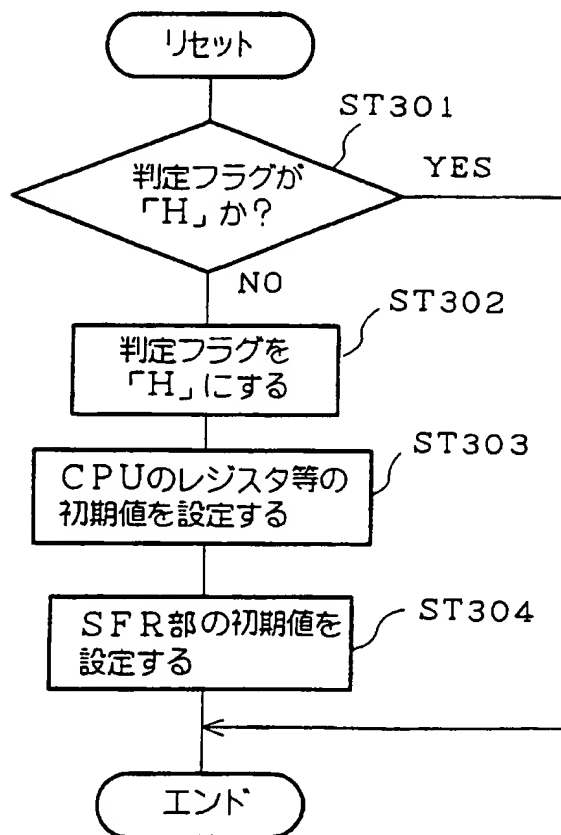 リセット
ST301
判定フラグが
「H」か?
YES
NO
ST302
判定フラグを
「H」にする
ST303
CPUのレジスタ等の
初期値を設定する
ST304
SFR部の初期値を
設定する
エンド